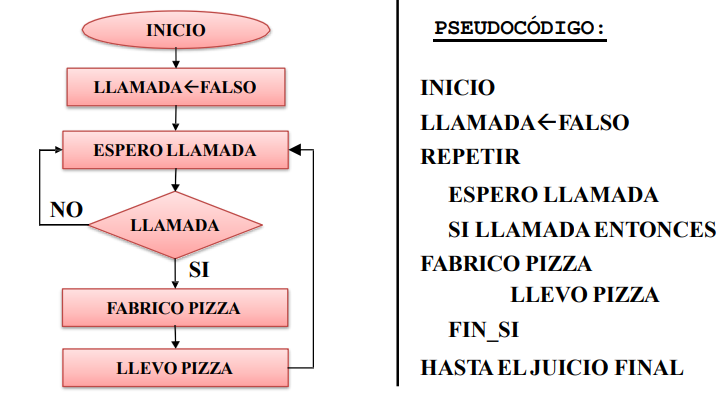 INICIO
LLAMADA←FALSO
ESPERO LLAMADA
NO
LLAMADA
SI
FABRICO PIZZA
LLEVO PIZZA
PSEUDOCÓDIGO:
INICIO
LLAMADA←FALSO
REPETIR
ESPERO LLAMADA
SI LLAMADA ENTONCES
FABRICO PIZZA
LLEVO PIZZA
FIN_SI
HASTA EL JUICIO FINAL